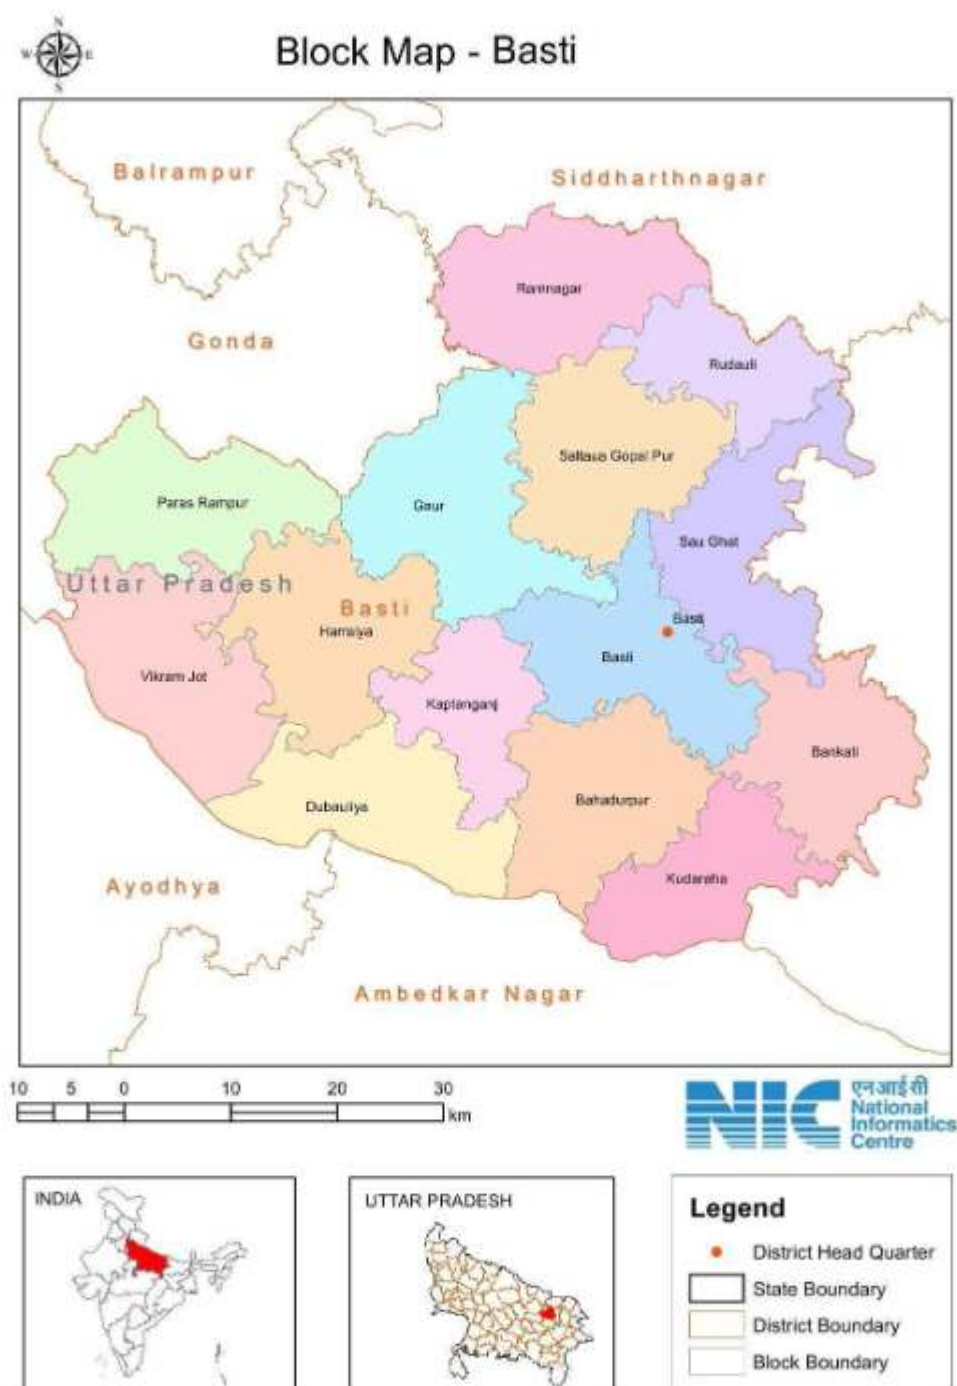 N
W E
S
Block Map - Basti
Balrampur
Siddharthnagar
Ramnagar
Gonda
Rudauli
Saltaua Gopal Pur
Paras Rampur
Gaur
Sau Ghat
Uttar Pradesh
Basti
Harraiya
Basti
Basti
Vikram Jot
Kaptanganj
Bankati
Dubauliya
Bahadurpur
Kudaraha
Ayodhya
Ambedkar Nagar
10 5 0 10 20 30
km
NIC
एनआईसी
National
Informatics
Centre
INDIA
UTTAR PRADESH
Legend
District Head Quarter
State Boundary
District Boundary
Block Boundary